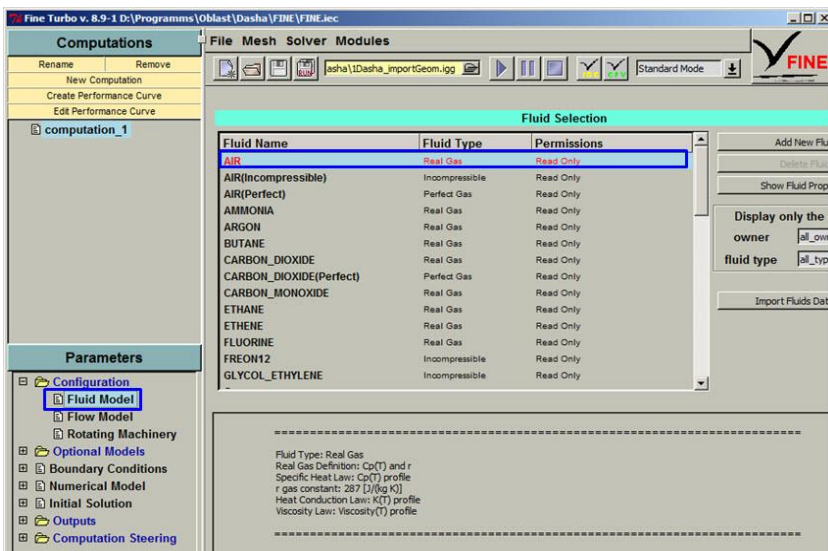 Fine Turbo v. 8.9-1 D:\Programms\Oblast\Dasha\FINE\FINE.iec
Computations
File Mesh Solver Modules
Rename Remove
New Computation
Create Performance Curve
Edit Performance Curve
computation_1
asha\1Dasha_importGeom.igg
RUN
IGG
CFV
Standard Mode
FINE
Fluid Selection
Fluid Name Fluid Type Permissions
AIR Real Gas Read Only
AIR(Incompressible) Incompressible Read Only
AIR(Perfect) Perfect Gas Read Only
AMMONIA Real Gas Read Only
ARGON Real Gas Read Only
BUTANE Real Gas Read Only
CARBON_DIOXIDE Real Gas Read Only
CARBON_DIOXIDE(Perfect) Perfect Gas Read Only
CARBON_MONOXIDE Real Gas Read Only
ETHANE Real Gas Read Only
ETHENE Real Gas Read Only
FLUORINE Real Gas Read Only
FREON12 Incompressible Read Only
GLYCOL_ETHYLENE Incompressible Read Only
Add New Flu
Delete Fluid
Show Fluid Prop
Display only the
owner all_own
fluid type all_typ
Import Fluids Dat
Parameters
Configuration
Fluid Model
Flow Model
Rotating Machinery
Optional Models
Boundary Conditions
Numerical Model
Initial Solution
Outputs
Computation Steering
Fluid Type: Real Gas
Real Gas Definition: Cp(T) and r
Specific Heat Law: Cp(T) profile
r gas constant: 287 [J/(kg K)]
Heat Conduction Law: K(T) profile
Viscosity Law: Viscosity(T) profile